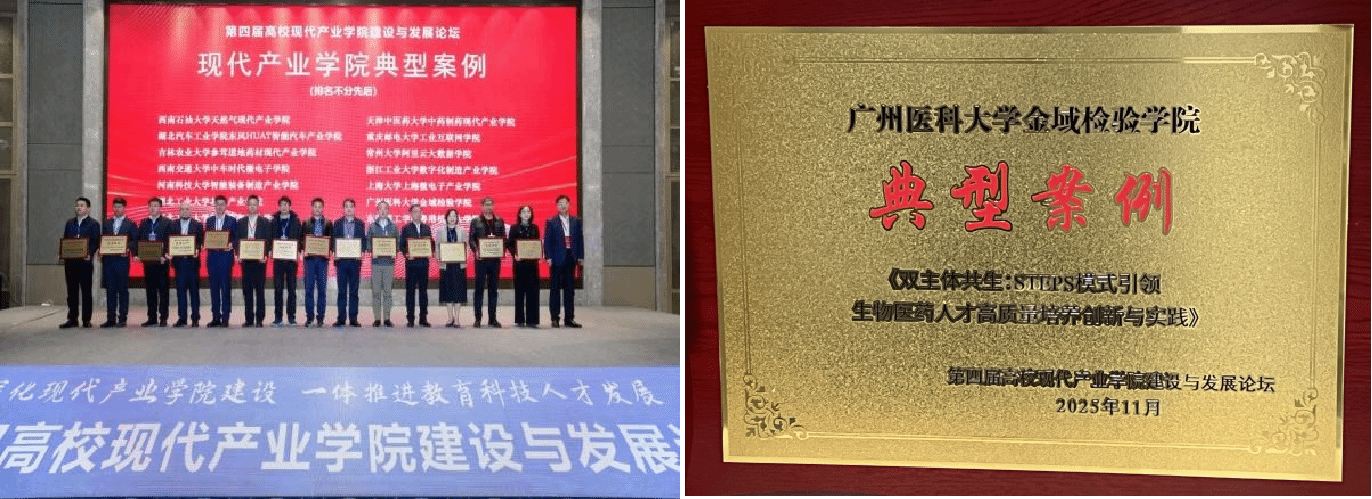 第四届高校现代产业学院建设与发展论坛
现代产业学院典型案例
（排名不分先后）
西南石油大学天然气现代产业学院
湖北汽车工业学院东风HUAT智能汽车产业学院
吉林农业大学参茸道地药材现代产业学院
西南交通大学中车时代微电子学院
河南科技大学智能装备制造产业学院
天津中医药大学中药制药现代产业学院
重庆邮电大学工业互联网学院
常州大学阿里云大数据学院
浙江工业大学数字化制造产业学院
上海大学上海微电子产业学院
广州医科大学金域检验学院
化现代产业学院建设 一体推进教育科技人才发展
高校现代产业学院建设与发展
广州医科大学金域检验学院
典型案例
《双主体共生：STEPS模式引领
生物医药人才高质量培养创新与实践》
第四届高校现代产业学院建设与发展论坛
2025年11月